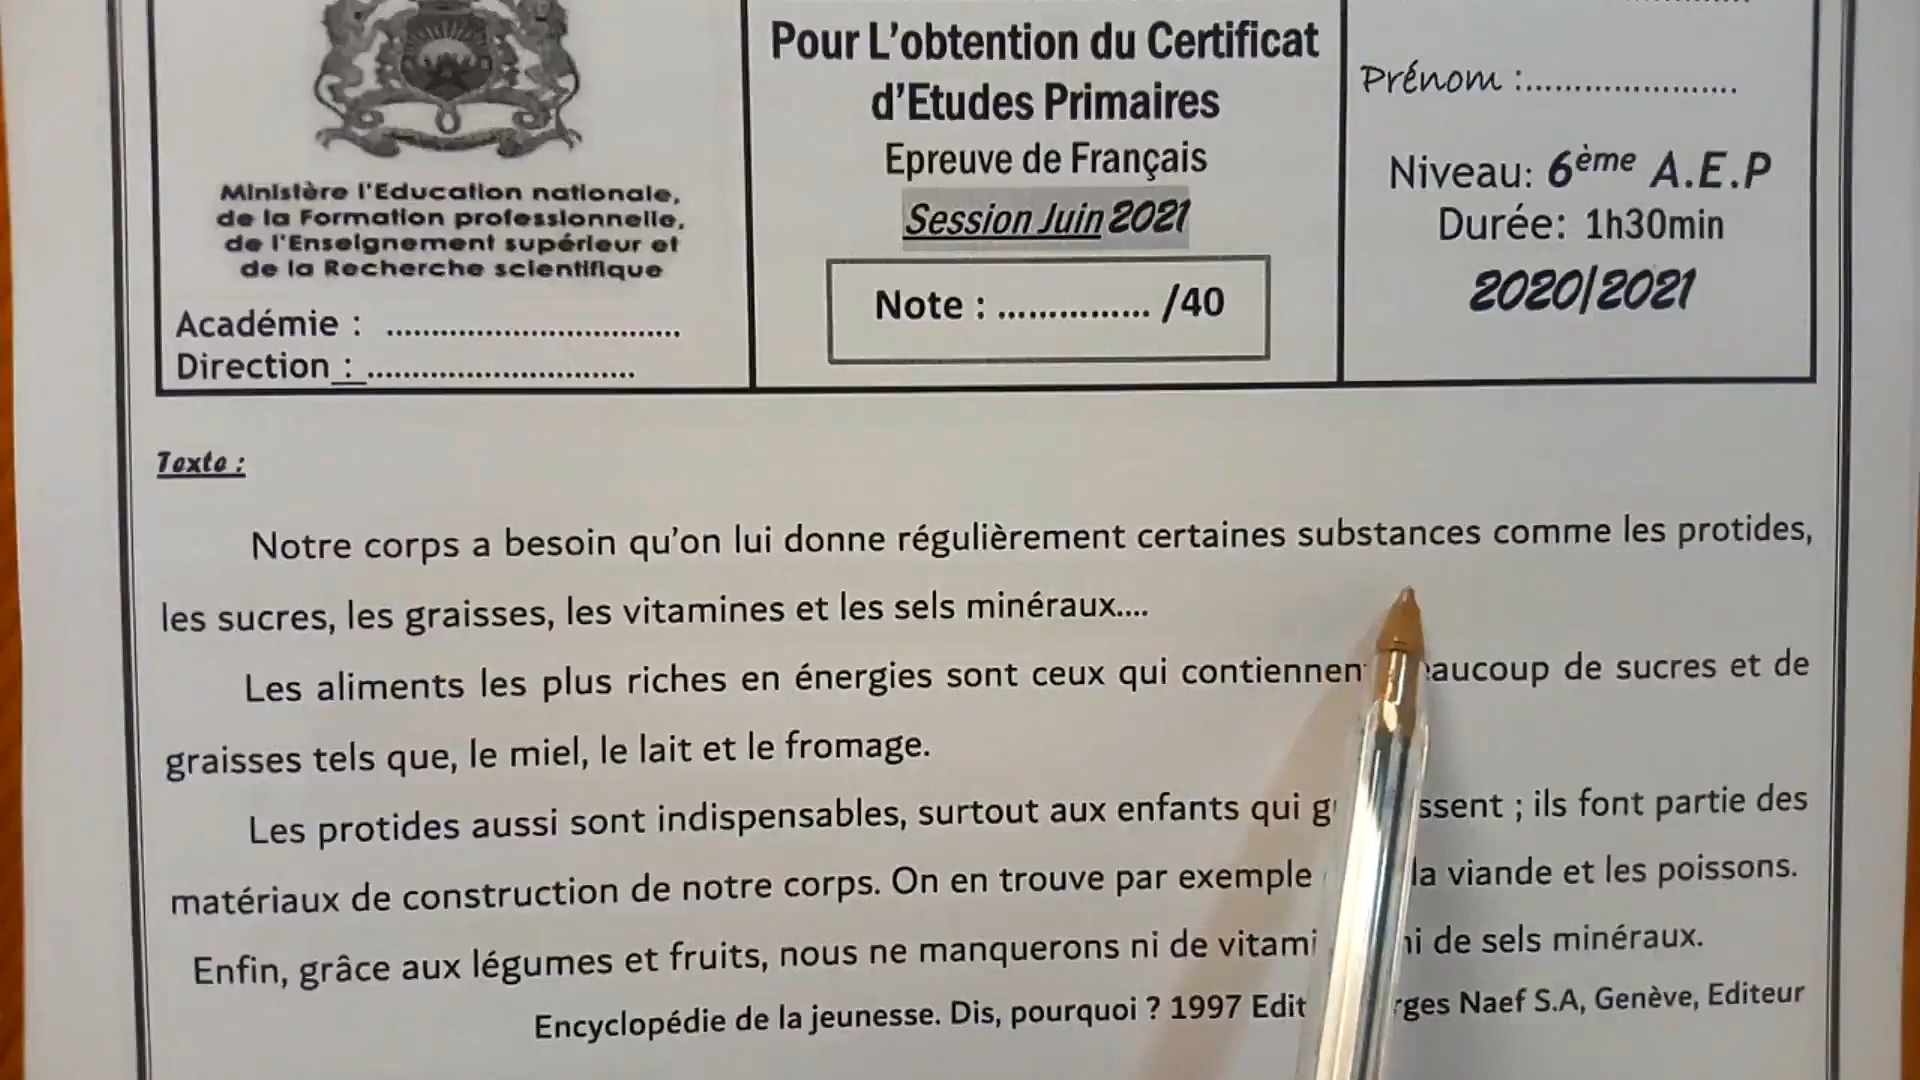 Pour L'obtention du Certificat
d'Etudes Primaires
Epreuve de Français
Session Juin 2021
Note : ............... /40
Ministère l'Education nationale,
de la Formation professionnelle,
de l'Enseignement supérieur et
de la Recherche scientifique
Académie : ................................
Direction : .............................
Prénom :......................
Niveau: 6ème A.E.P
Durée: 1h30min
2020/2021
Texte :
Notre corps a besoin qu'on lui donne régulièrement certaines substances comme les protides,
les sucres, les graisses, les vitamines et les sels minéraux....
Les aliments les plus riches en énergies sont ceux qui de sucres et de
graisses tels que, le miel, le lait et le fromage.
Les protides aussi sont indispensables, surtout aux enfants qui ; ils font partie des
matériaux de construction de notre corps. On en trouve par exemple la viande et les poissons.
Enfin, grâce aux légumes et fruits, nous ne manquerons ni de ni de sels minéraux.
Encyclopédie de la jeunesse. Dis, pourquoi ? 1997 Naef S.A, Genève, Editeur